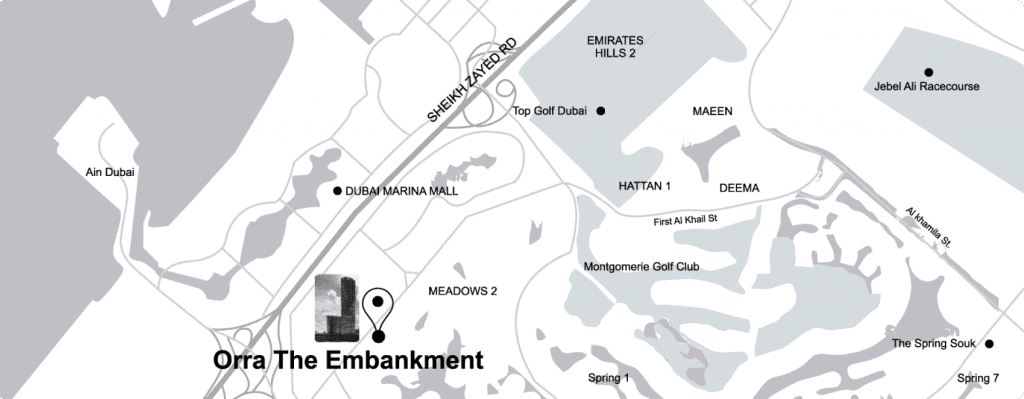 EMIRATES
HILLS 2
SHEIKH ZAYED RD
Jebel Ali Racecourse
Top Golf Dubai
MAEEN
Ain Dubai
DUBAI MARINA MALL
HATTAN 1
DEEMA
First Al Khail St
Al khamila St.
Montgomerie Golf Club
MEADOWS 2
The Spring Souk
Orra The Embankment
Spring 1
Spring 7